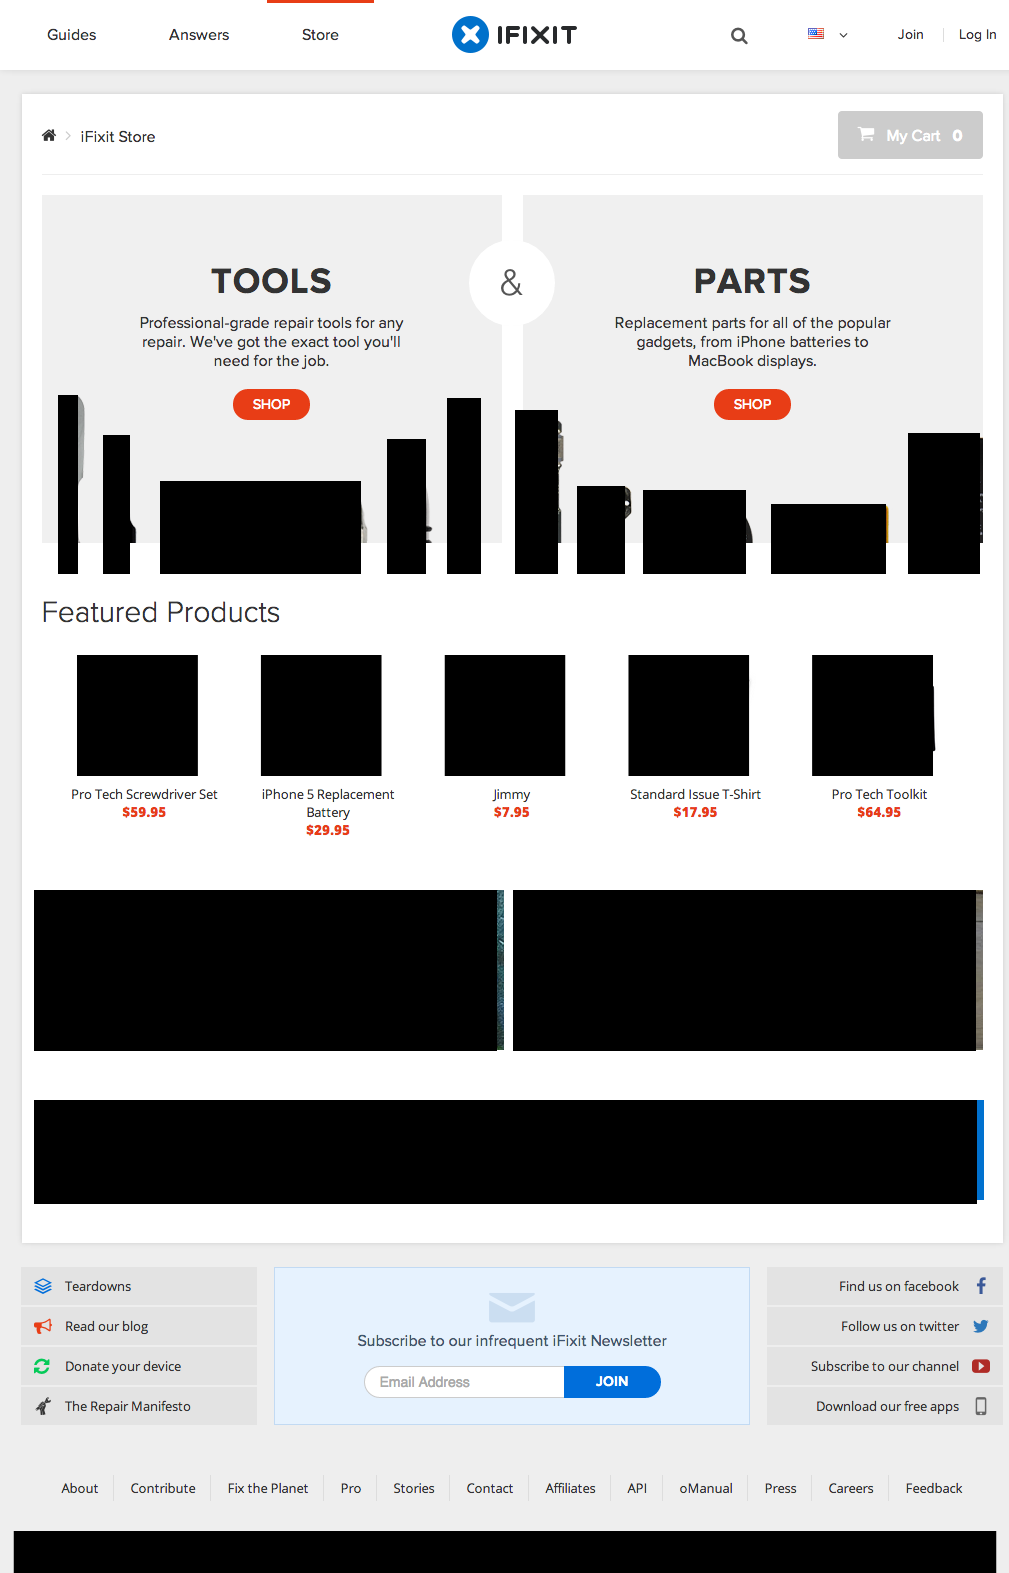 Guides
Answers
Store
IFIXIT
Join
Log In
iFixit Store
My Cart 0
TOOLS
Professional-grade repair tools for any
repair. We've got the exact tool you'll
need for the job.
SHOP
&
PARTS
Replacement parts for all of the popular
gadgets, from iPhone batteries to
MacBook displays.
SHOP
Featured Products
Pro Tech Screwdriver Set
$59.95
iPhone 5 Replacement
Battery
$29.95
Jimmy
$7.95
Standard Issue T-Shirt
$17.95
Pro Tech Toolkit
$64.95
Teardowns
Read our blog
Donate your device
The Repair Manifesto
Subscribe to our infrequent iFixit Newsletter
Email Address
JOIN
Find us on facebook
Follow us on twitter
Subscribe to our channel
Download our free apps
About
Contribute
Fix the Planet
Pro
Stories
Contact
Affiliates
API
oManual
Press
Careers
Feedback